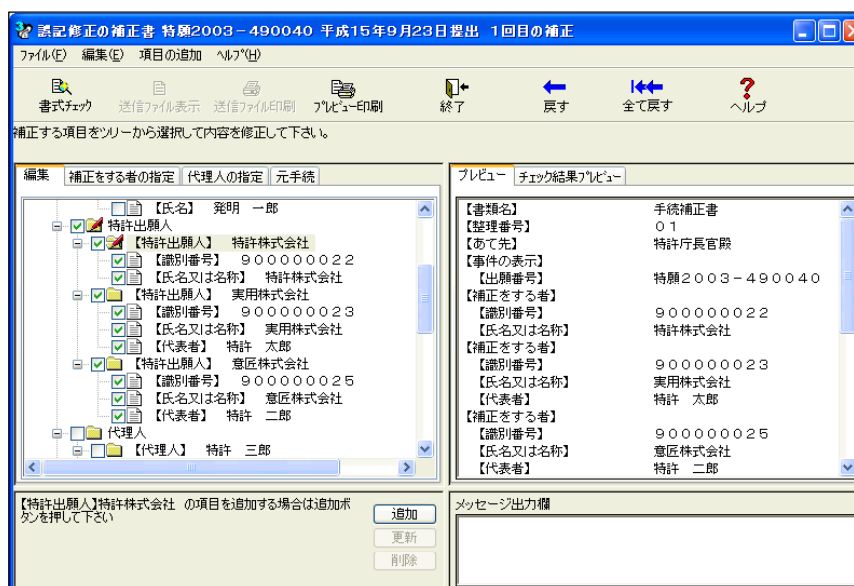 誤記修正の補正書 特願2003-490040 平成15年9月23日提出 1回目の補正
ファイル(F) 編集(E) 項目の追加 ヘルプ(H)
書式チェック 送信ファイル表示 送信ファイル印刷 プレビュー印刷 終了 戻す 全て戻す ヘルプ
補正する項目をツリーから選択して内容を修正して下さい。
編集 補正をする者の指定 代理人の指定 元手続
【氏名】 発明 一郎
特許出願人
【特許出願人】 特許株式会社
【識別番号】 900000022
【氏名又は名称】 特許株式会社
【特許出願人】 実用株式会社
【識別番号】 900000023
【氏名又は名称】 実用株式会社
【代表者】 特許 太郎
【特許出願人】 意匠株式会社
【識別番号】 900000025
【氏名又は名称】 意匠株式会社
【代表者】 特許 二郎
代理人
【代理人】 特許 三郎
プレビュー チェック結果プレビュー
【書類名】 手続補正書
【整理番号】 01
【あて先】 特許庁長官殿
【事件の表示】
【出願番号】 特願2003-490040
【補正をする者】
【識別番号】 900000022
【氏名又は名称】 特許株式会社
【補正をする者】
【識別番号】 900000023
【氏名又は名称】 実用株式会社
【代表者】 特許 太郎
【補正をする者】
【識別番号】 900000025
【氏名又は名称】 意匠株式会社
【代表者】 特許 二郎
【特許出願人】特許株式会社 の項目を追加する場合は追加ボ
タンを押して下さい
追加
更新
削除
メッセージ出力欄